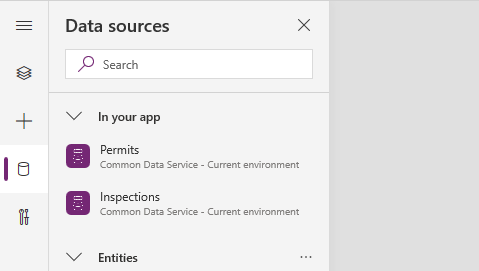 Data sources
Search
In your app
Permits
Common Data Service - Current environment
Inspections
Common Data Service - Current environment
Entities